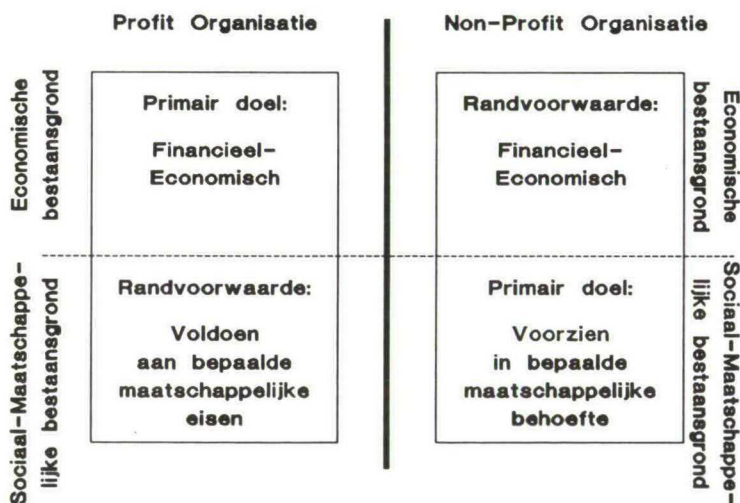 Profit Organisatie
Non-Profit Organisatie
Economische
bestaansgrond
Primair doel:
Financieel-
Economisch
Randvoorwaarde:
Financieel-
Economisch
Economische
bestaansgrond
Sociaal-Maatschappe-
lijke bestaansgrond
Randvoorwaarde:
Voldoen
aan bepaalde
maatschappelijke
eisen
Primair doel:
Voorzien
in bepaalde
maatschappelijke
behoefte
Sociaal-Maatschappe-
lijke bestaansgrond